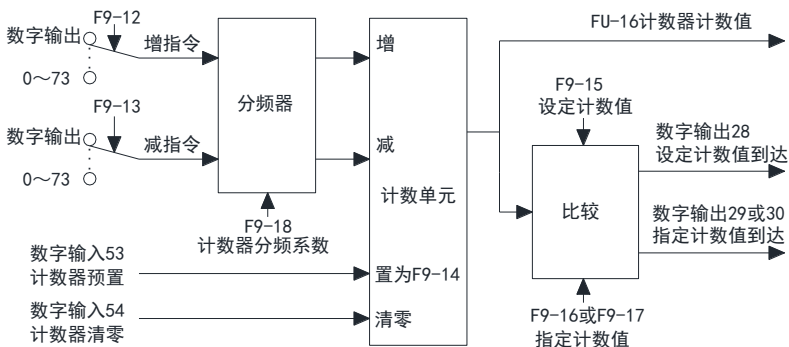 F9-12
数字输出
0～73
增指令
F9-13
数字输出
0～73
减指令
分频器
F9-18
计数器分频系数
数字输入53
计数器预置
数字输入54
计数器清零
增
减
计数单元
置为F9-14
清零
FU-16计数器计数值
F9-15
设定计数值
比较
F9-16或F9-17
指定计数值
数字输出28
设定计数值到达
数字输出29或30
指定计数值到达